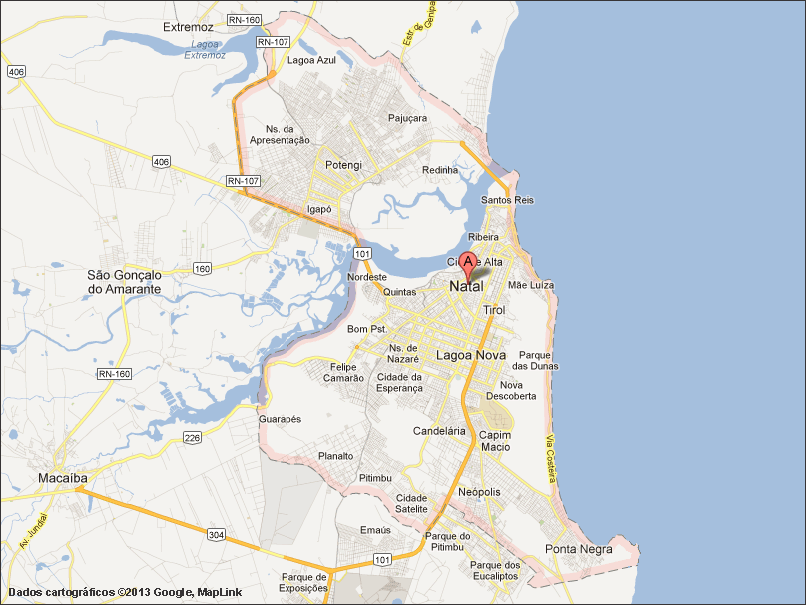 RN-160
Extremoz
Estr. de
Genipa
RN-107
Lagoa
Extremoz
Lagoa Azul
406
Pajuçara
Ns. da
Apresentação
406
Potengi
Redinha
RN-107
Santos Reis
Igapó
Ribeira
101
A
Alta
160
São Gonçalo
do Amarante
Nordeste
Natal
Mãe Luíza
Quintas
Tirol
Bom Pst.
Ns. de
Nazaré
Lagoa Nova
Parque
das Dunas
Felipe
Camarão
RN-160
Cidade da
Esperança
Nova
Descoberta
Guarapés
226
Candelária
Capim
Macio
Via Costeira
Planalto
Macaíba
Pitimbu
Neópolis
Cidade
Satelite
Av. Jundiaí
304
Emaús
Parque do
Pitimbu
Ponta Negra
101
Parque dos
Eucaliptos
Parque de
Exposições
Dados cartográficos ©2013 Google, MapLink